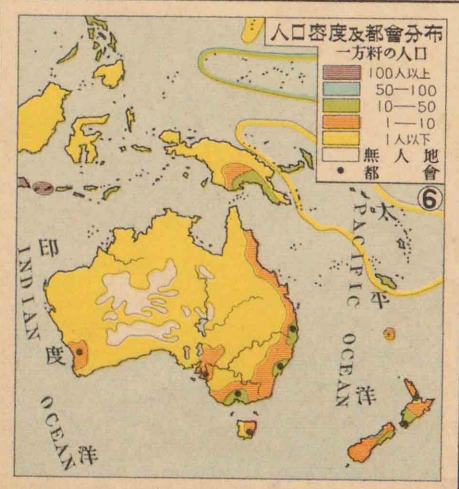 人口密度及都會分布
一方粁の人口
100人以上
50—100
10—50
1—10
1人以下
無人地
都會
⑥
印度洋
INDIAN OCEAN
太平洋
PACIFIC OCEAN